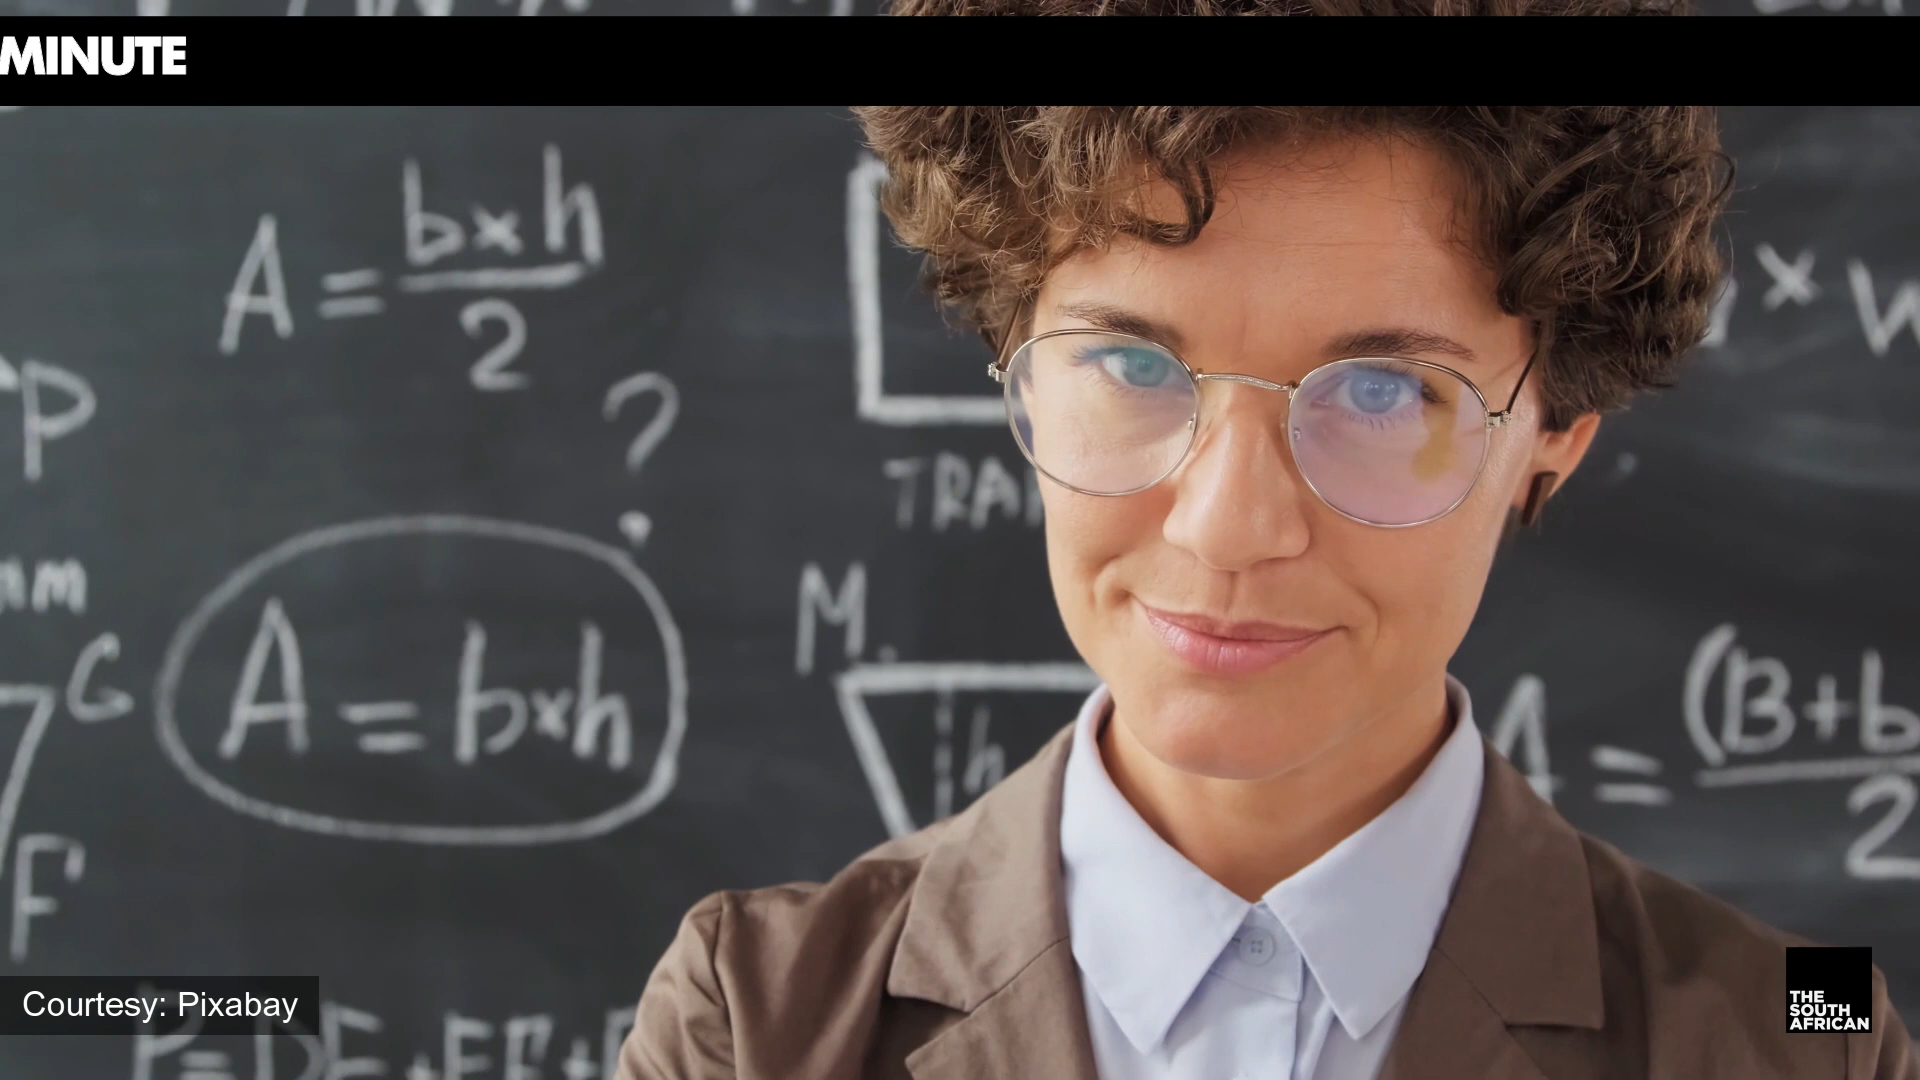 MINUTE
A = b×h
2
?
P
A = b×h
G
F
M
h
TRA
A = (B+b
2
Courtesy: Pixabay
THE
SOUTH
AFRICAN